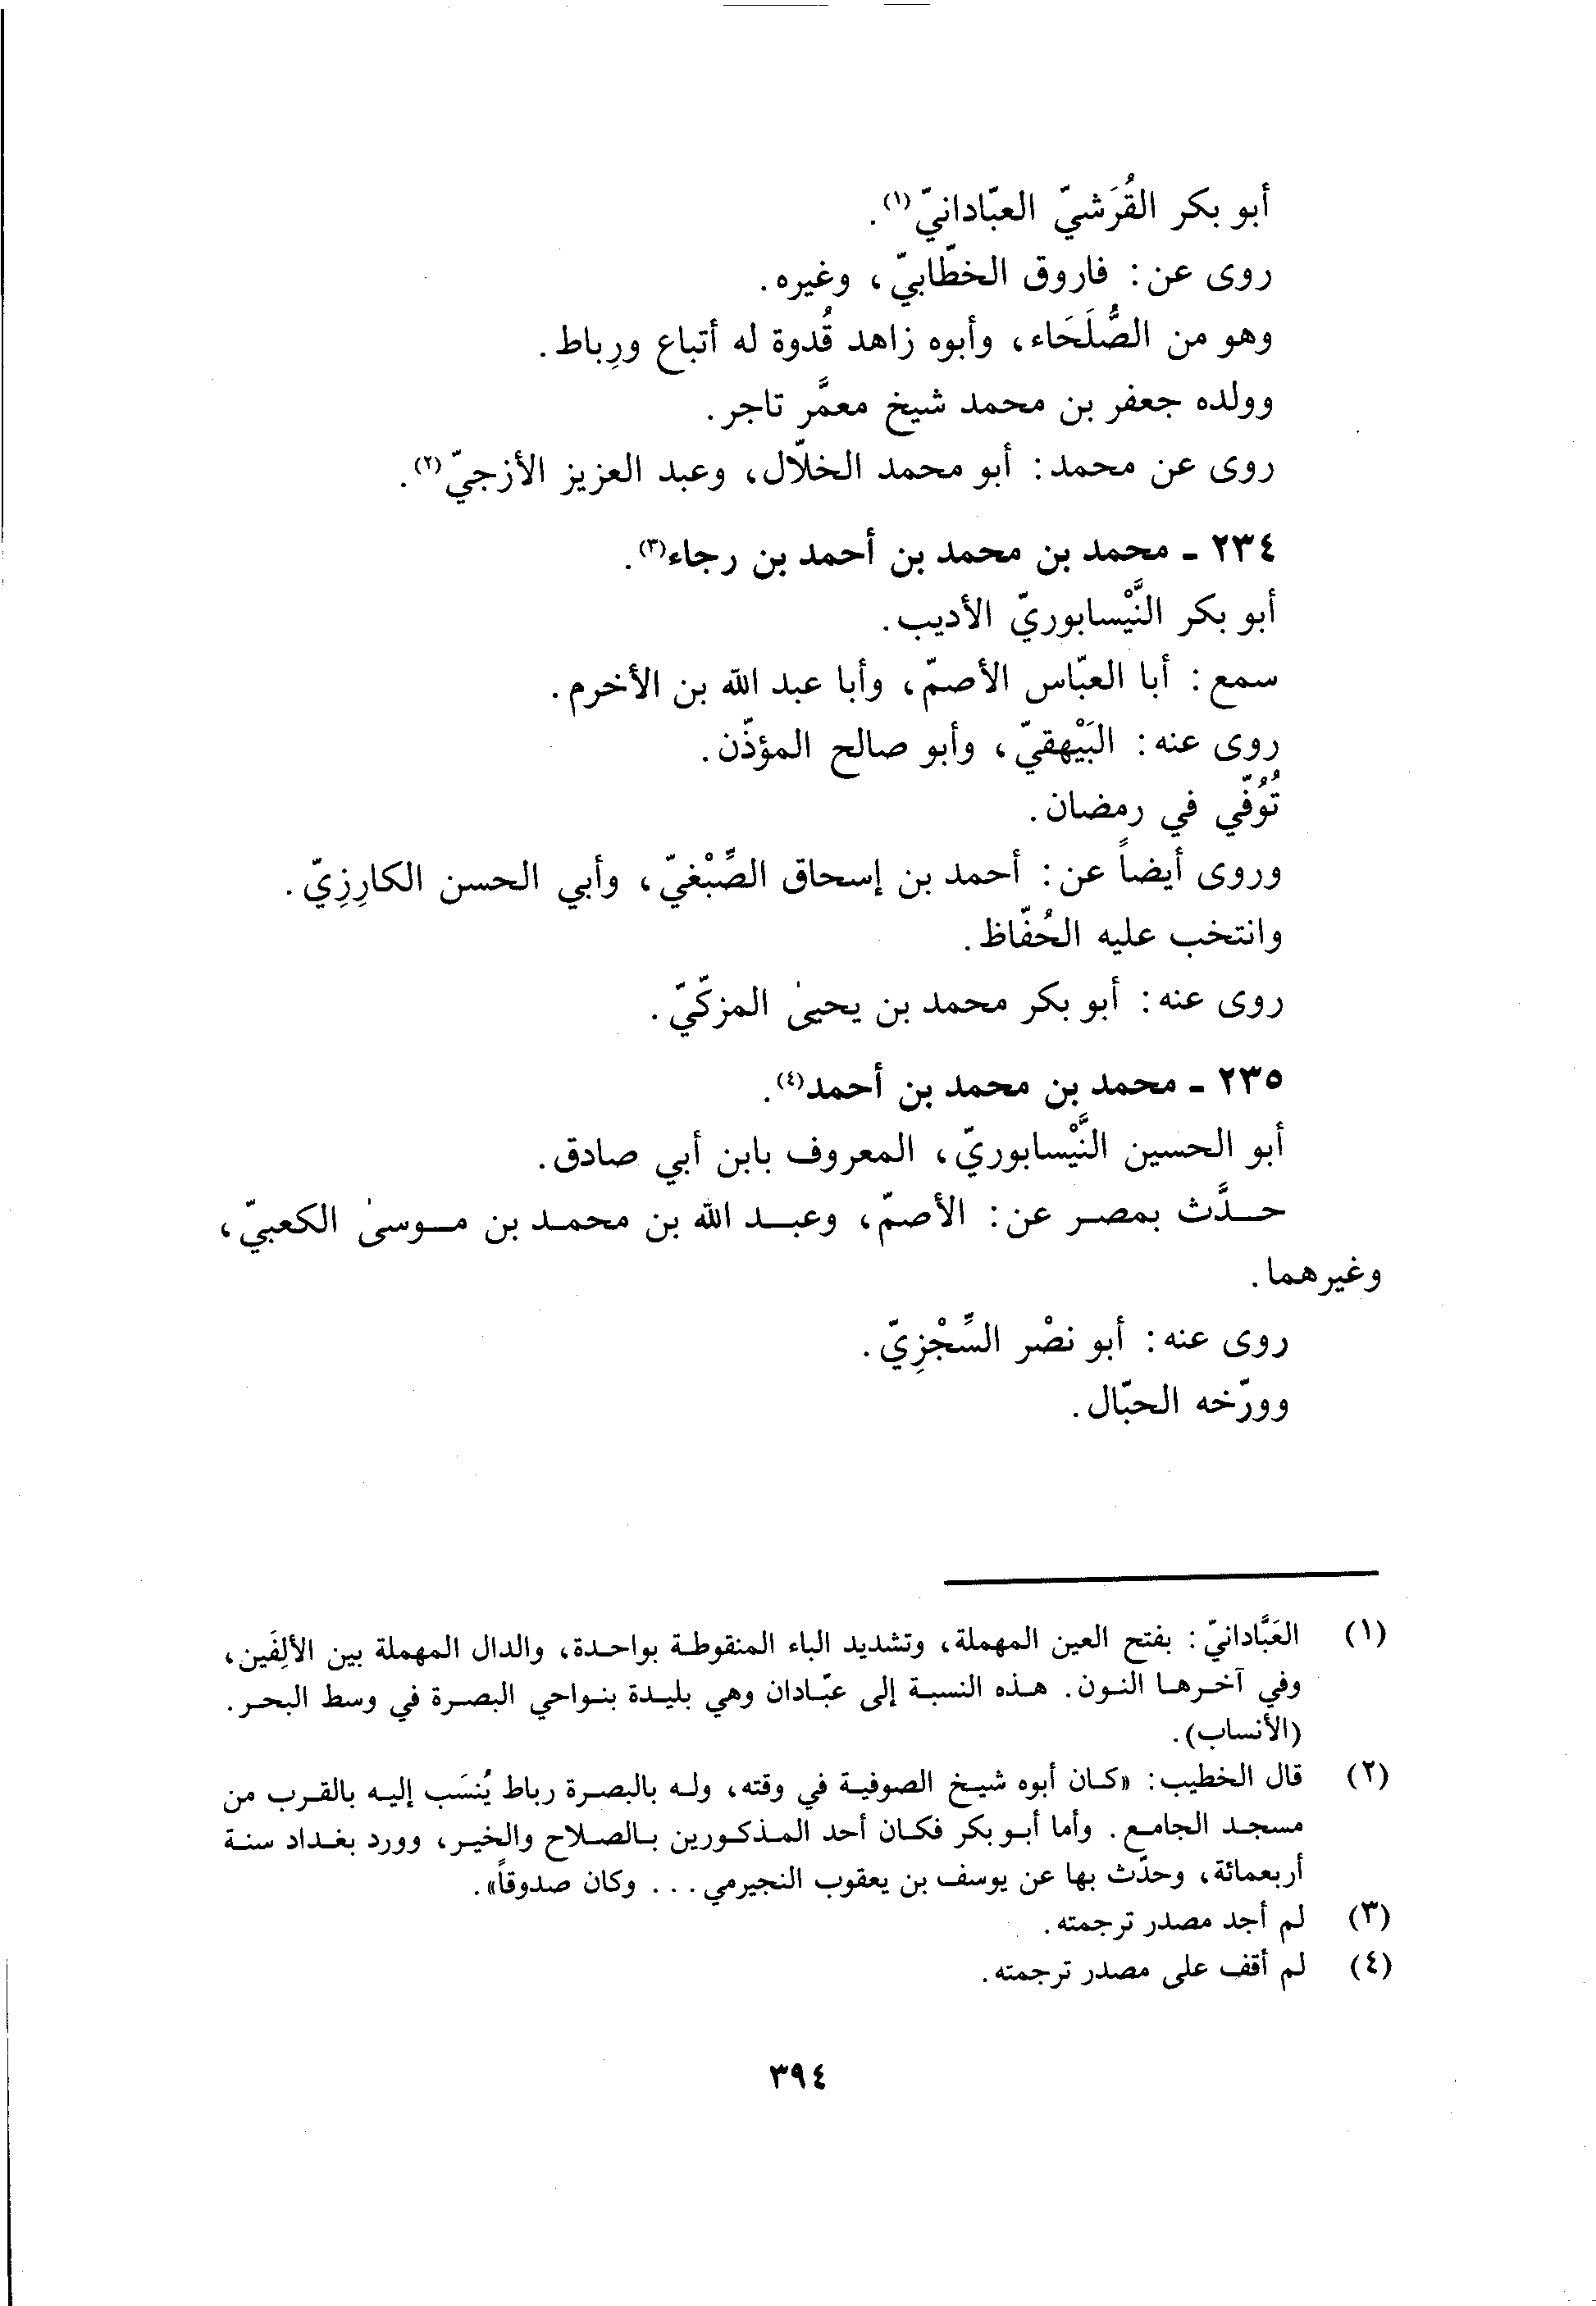 أبو بكر القُرَشيّ العبّادانيّ(١).
روى عن: فاروق الخطّابيّ، وغيره.
وهو من الصُّلَحَاء، وأبوه زاهد قُدوة له أتباع ورِباط.
وولده جعفر بن محمد شيخ معمَّر تاجر.
روى عن محمد: أبو محمد الخلّال، وعبد العزيز الأزجيّ(٢).
٢٣٤ - محمد بن محمد بن أحمد بن رجاء(٣).
أبو بكر النَّيْسابوريّ الأديب.
سمع: أبا العبّاس الأصمّ، وأبا عبد الله بن الأخرم.
روى عنه: البَيْهقيّ، وأبو صالح المؤذّن.
تُوُفّي في رمضان.
وروى أيضاً عن: أحمد بن إسحاق الصِّبْغيّ، وأبي الحسن الكارِزِيّ.
وانتخب عليه الحُفّاظ.
روى عنه: أبو بكر محمد بن يحيىٰ المزكّيّ.
٢٣٥ - محمد بن محمد بن أحمد(٤).
أبو الحسين النَّيْسابوريّ، المعروف بابن أبي صادق.
حدَّث بمصر عن: الأصمّ، وعبد الله بن محمد بن موسىٰ الكعبيّ،
وغيرهما.
روى عنه: أبو نصْر السِّجْزِيّ.
وورّخه الحبّال.
(١) العَبَّادانيّ: بفتح العين المهملة، وتشديد الباء المنقوطة بواحدة، والدال المهملة بين الألِفَين،
وفي آخرها النون. هذه النسبة إلى عبّادان وهي بليدة بنواحي البصرة في وسط البحر.
(الأنساب).
(٢) قال الخطيب: «كان أبوه شيخ الصوفية في وقته، وله بالبصرة رباط يُنسَب إليه بالقرب من
مسجد الجامع. وأما أبو بكر فكان أحد المذكورين بالصلاح والخير، وورد بغداد سنة
أربعمائة، وحدّث بها عن يوسف بن يعقوب النجيرمي... وكان صدوقاً».
(٣) لم أجد مصدر ترجمته.
(٤) لم أقف على مصدر ترجمته.
٣٩٤